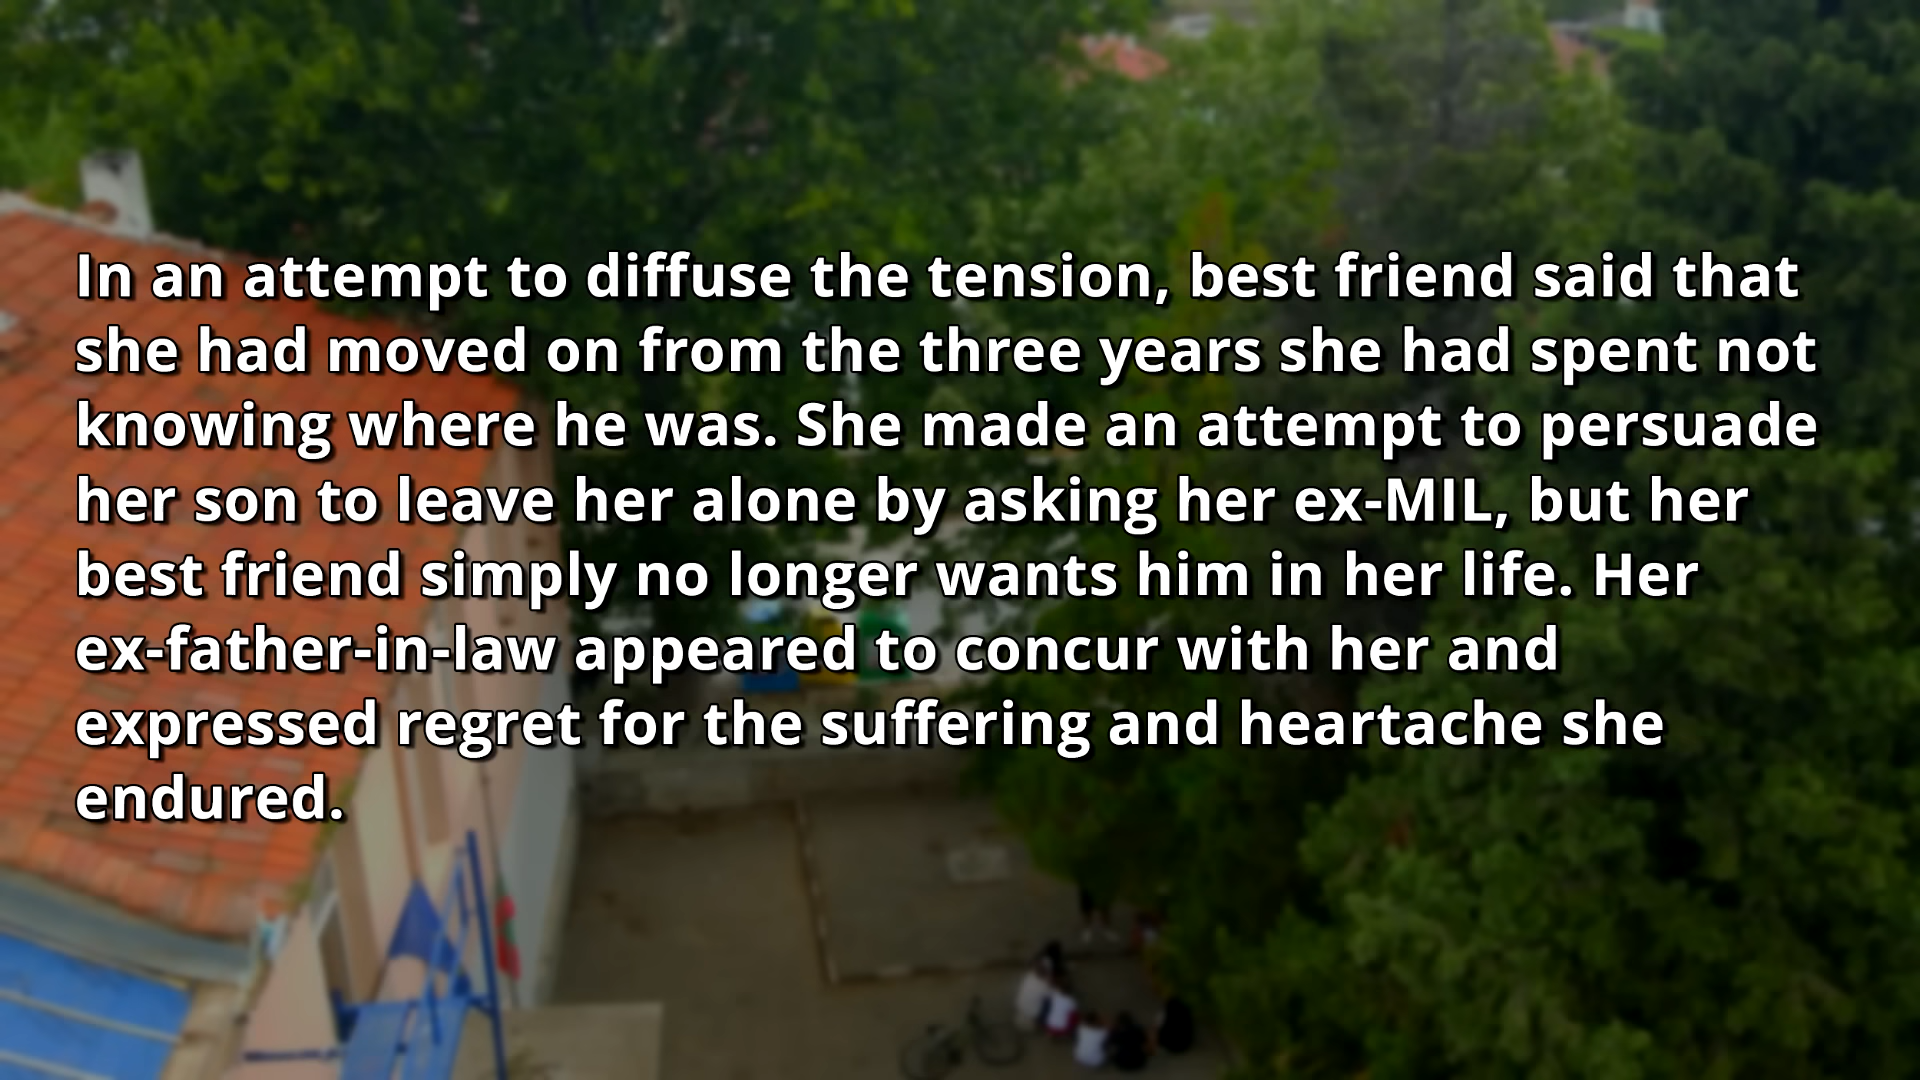 In an attempt to diffuse the tension, best friend said that
she had moved on from the three years she had spent not
knowing where he was. She made an attempt to persuade
her son to leave her alone by asking her ex-MIL, but her
best friend simply no longer wants him in her life. Her
ex-father-in-law appeared to concur with her and
expressed regret for the suffering and heartache she
endured.